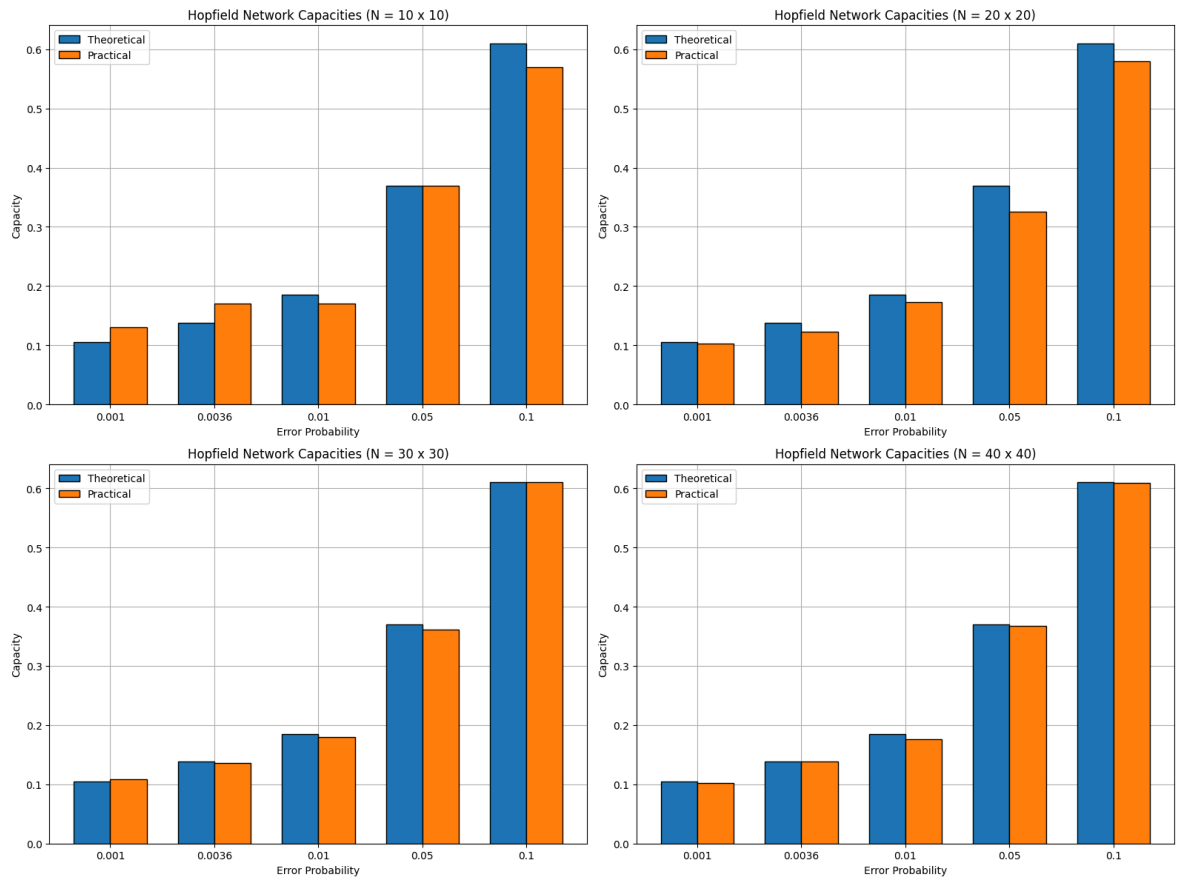 Hopfield Network Capacities (N = 10 x 10)
Theoretical
Practical
Capacity
0.6
0.5
0.4
0.3
0.2
0.1
0.0
0.001
0.0036
0.01
0.05
0.1
Error Probability
Hopfield Network Capacities (N = 20 x 20)
Theoretical
Practical
Capacity
0.6
0.5
0.4
0.3
0.2
0.1
0.0
0.001
0.0036
0.01
0.05
0.1
Error Probability
Hopfield Network Capacities (N = 30 x 30)
Theoretical
Practical
Capacity
0.6
0.5
0.4
0.3
0.2
0.1
0.0
0.001
0.0036
0.01
0.05
0.1
Error Probability
Hopfield Network Capacities (N = 40 x 40)
Theoretical
Practical
Capacity
0.6
0.5
0.4
0.3
0.2
0.1
0.0
0.001
0.0036
0.01
0.05
0.1
Error Probability